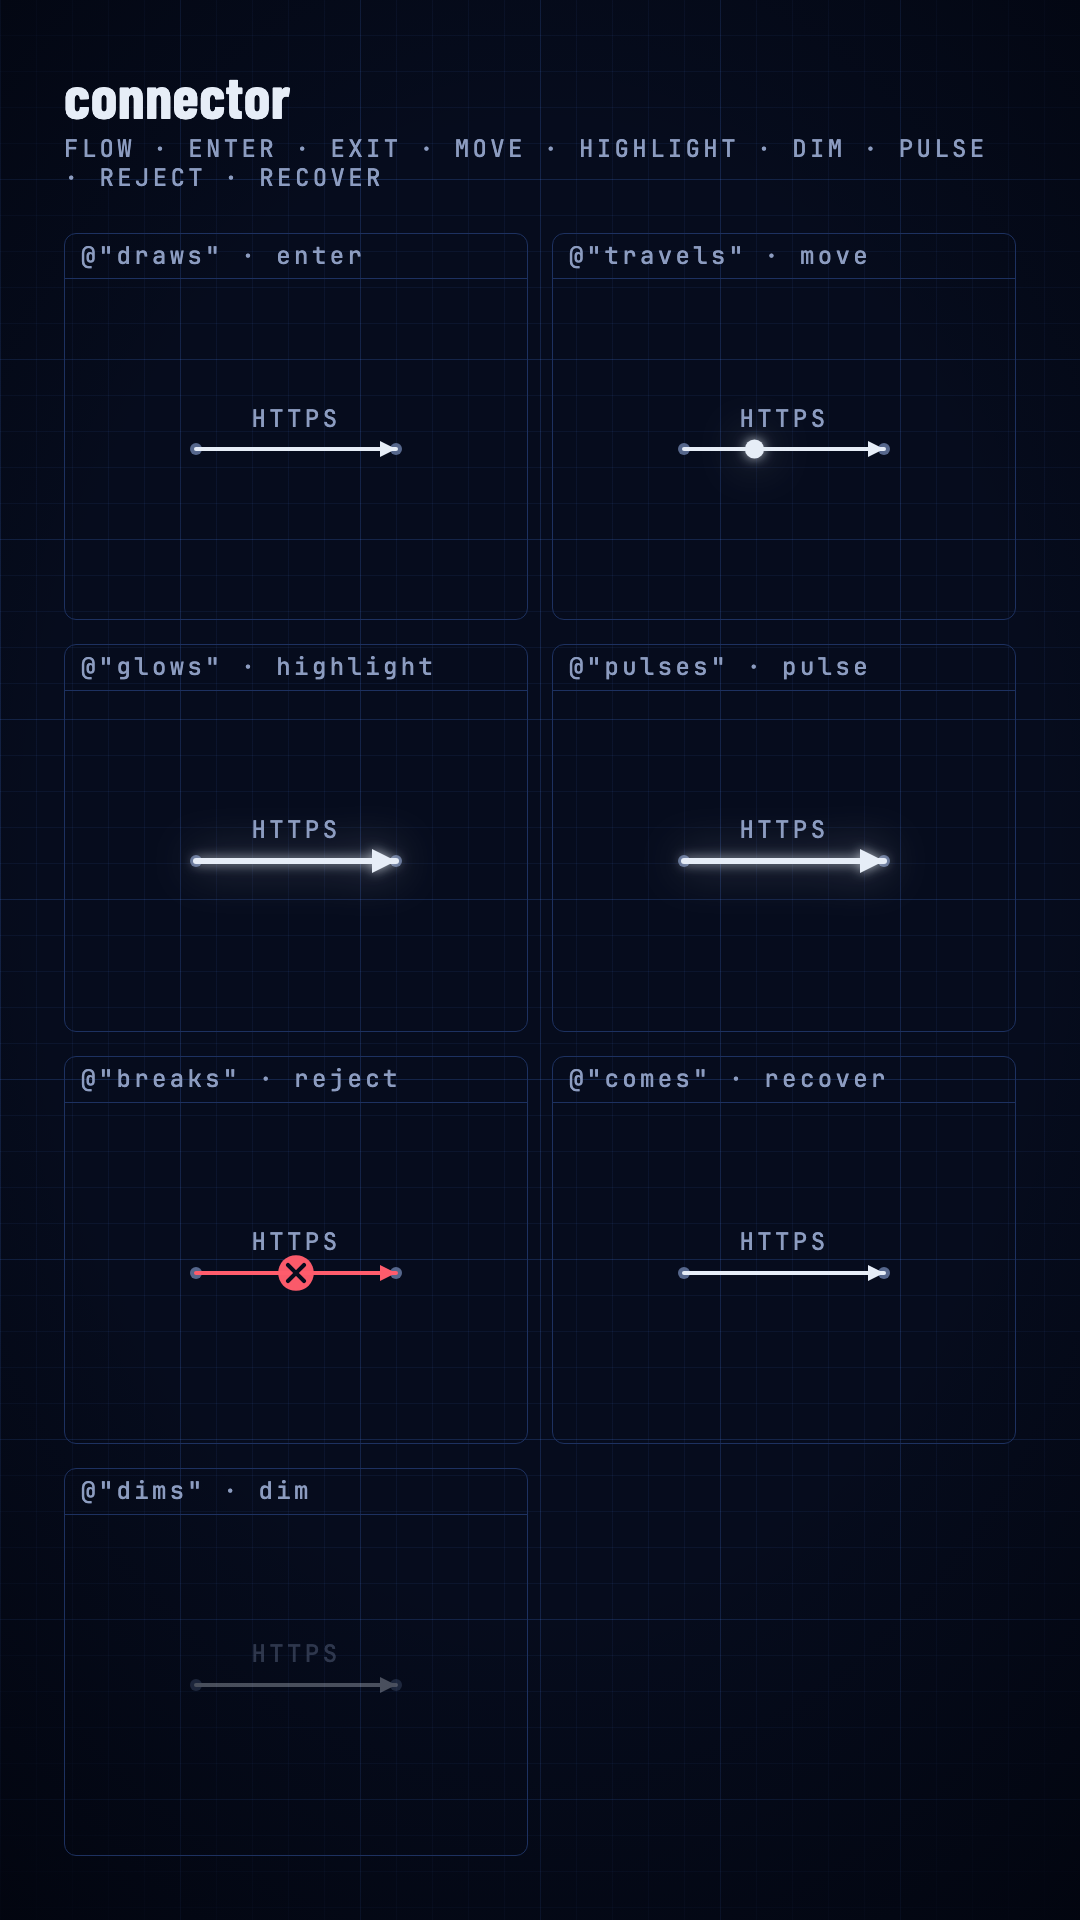 connector
FLOW · ENTER · EXIT · MOVE · HIGHLIGHT · DIM · PULSE
· REJECT · RECOVER
@"draws" · enter
HTTPS
@"travels" · move
HTTPS
@"glows" · highlight
HTTPS
@"pulses" · pulse
HTTPS
@"breaks" · reject
HTTPS
@"comes" · recover
HTTPS
@"dims" · dim
HTTPS